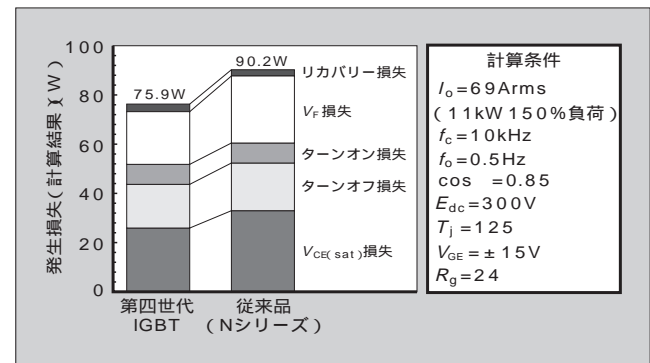 発生損失(計算結果)(W)
100
80
60
40
20
0
75.9W
90.2W
リカバリー損失
VF損失
ターンオン損失
ターンオフ損失
VCE(sat)損失
第四世代
IGBT
従来品
(Nシリーズ)
計算条件
Io=69Arms
(11kW 150%負荷)
fc=10kHz
fo=0.5Hz
cos =0.85
Edc=300V
Tj=125
VGE=±15V
Rg=24